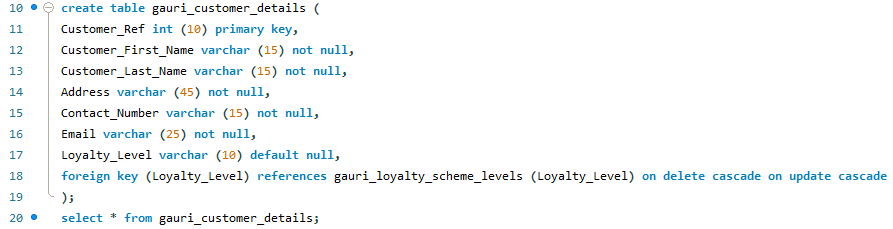 10 create table gauri_customer_details (
11 Customer_Ref int (10) primary key,
12 Customer_First_Name varchar (15) not null,
13 Customer_Last_Name varchar (15) not null,
14 Address varchar (45) not null,
15 Contact_Number varchar (15) not null,
16 Email varchar (25) not null,
17 Loyalty_Level varchar (10) default null,
18 foreign key (Loyalty_Level) references gauri_loyalty_scheme_levels (Loyalty_Level) on delete cascade on update cascade
19 );
20 select * from gauri_customer_details;